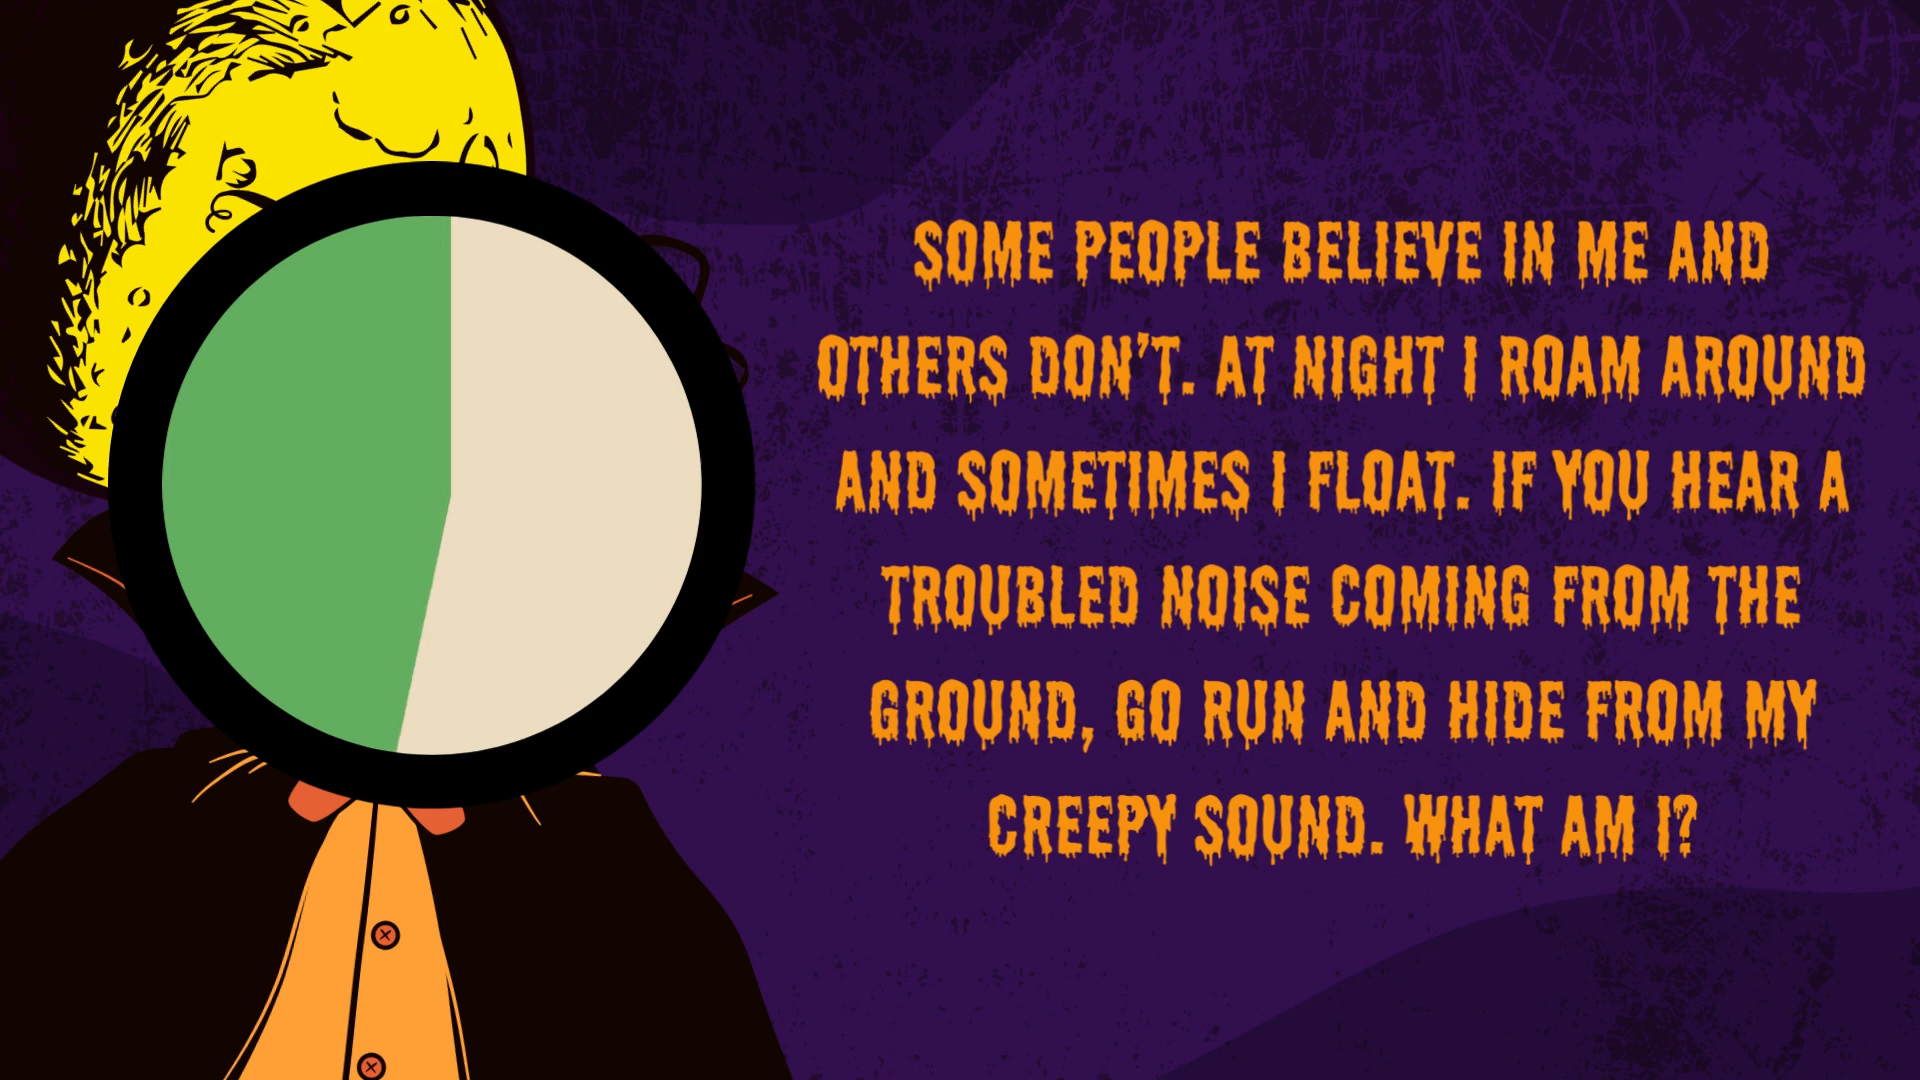 SOME PEOPLE BELIEVE IN ME AND
OTHERS DON'T. AT NIGHT I ROAM AROUND
AND SOMETIMES I FLOAT. IF YOU HEAR A
TROUBLED NOISE COMING FROM THE
GROUND, GO RUN AND HIDE FROM MY
CREEPY SOUND. WHAT AM I?